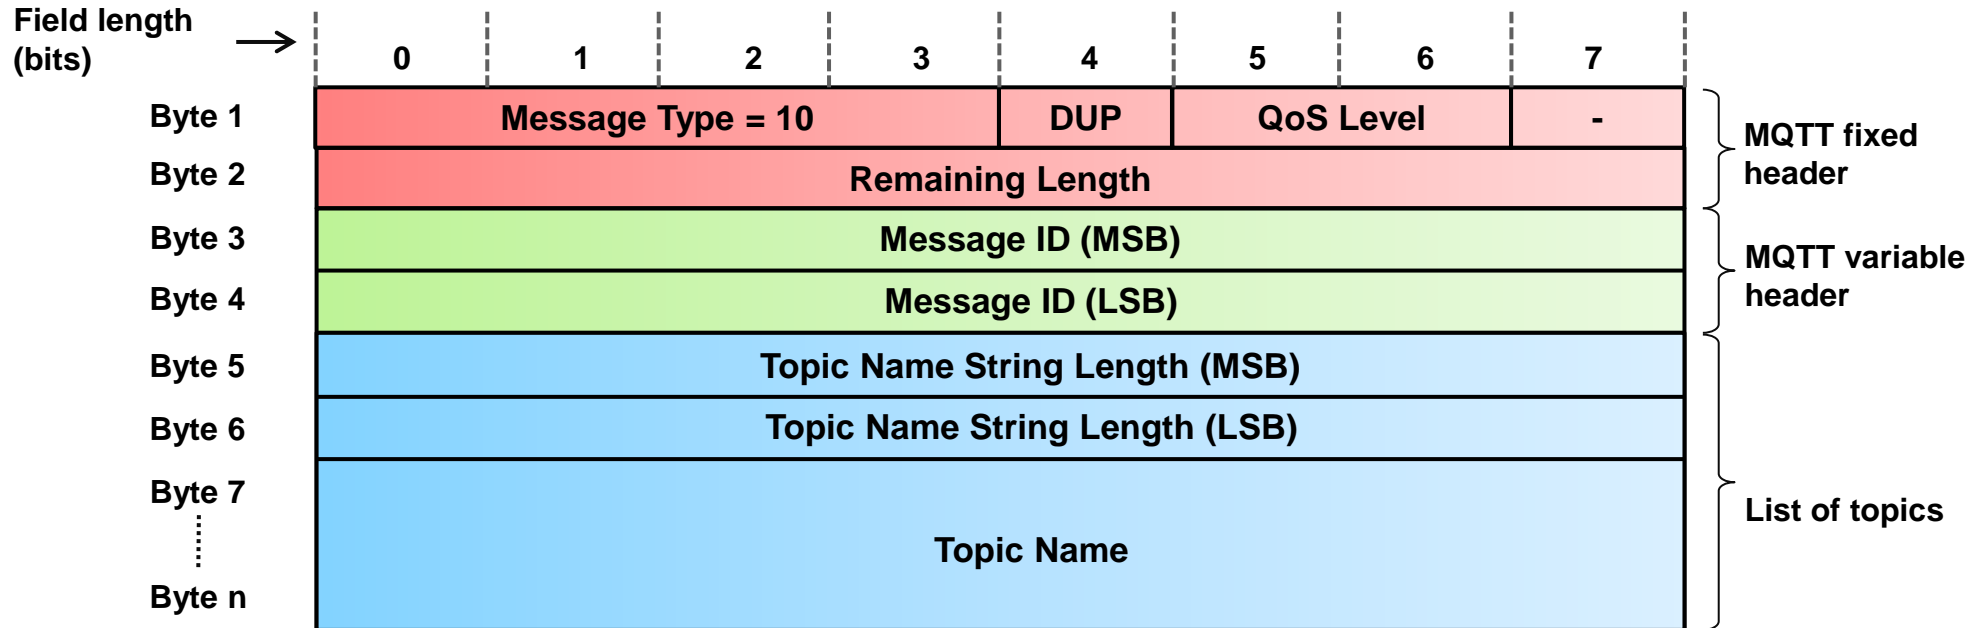 Field length
(bits)
0 1 2 3 4 5 6 7
Byte 1 Message Type = 10 DUP QoS Level -
MQTT fixed
header
Byte 2 Remaining Length
Byte 3 Message ID (MSB)
MQTT variable
header
Byte 4 Message ID (LSB)
Byte 5 Topic Name String Length (MSB)
Byte 6 Topic Name String Length (LSB)
Byte 7
List of topics
Topic Name
Byte n